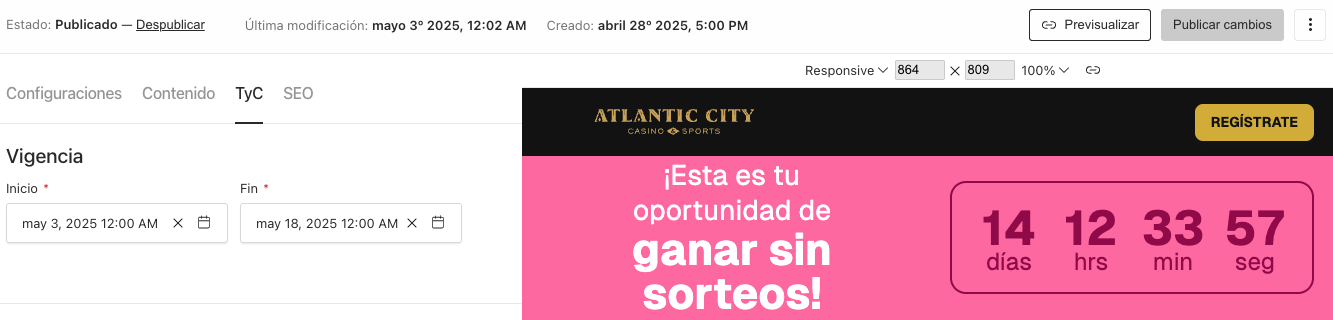 Estado: Publicado — Despublicar
Última modificación: mayo 3º 2025, 12:02 AM
Creado: abril 28º 2025, 5:00 PM
Previsualizar
Publicar cambios
Configuraciones
Contenido
TyC
SEO
Vigencia
Inicio *
may 3, 2025 12:00 AM
Fin *
may 18, 2025 12:00 AM
Responsive
864
809
100%
ATLANTIC CITY
CASINO SPORTS
REGÍSTRATE
¡Esta es tu
oportunidad de
ganar sin
sorteos!
14 12 33 57
días hrs min seg